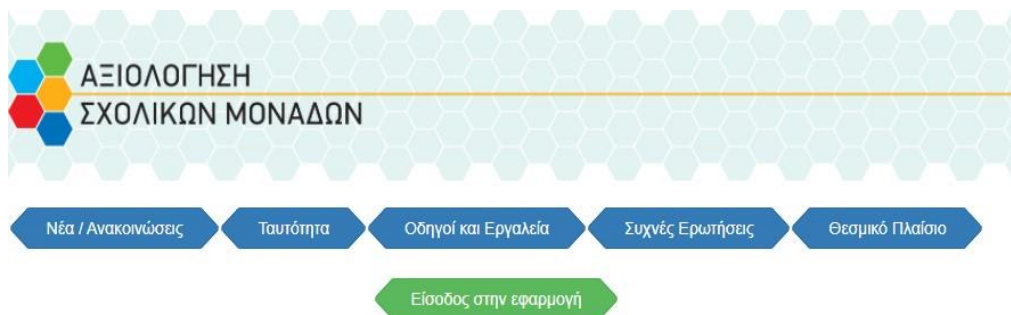 ΑΞΙΟΛΟΓΗΣΗ
ΣΧΟΛΙΚΩΝ ΜΟΝΑΔΩΝ
Νέα / Ανακοινώσεις
Ταυτότητα
Οδηγοί και Εργαλεία
Συχνές Ερωτήσεις
Θεσμικό Πλαίσιο
Είσοδος στην εφαρμογή